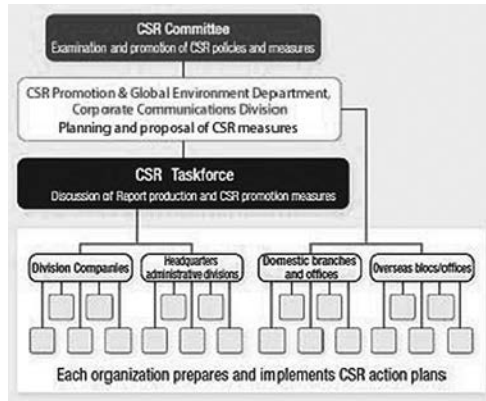 CSR Committee
Examination and promotion of CSR policies and measures
CSR Promotion & Global Environment Department,
Corporate Communications Division
Planning and proposal of CSR measures
CSR Taskforce
Discussion of Report production and CSR promotion measures
Division Companies
Headquarters
administrative divisions
Domestic branches
and offices
Overseas blocs/offices
Each organization prepares and implements CSR action plans